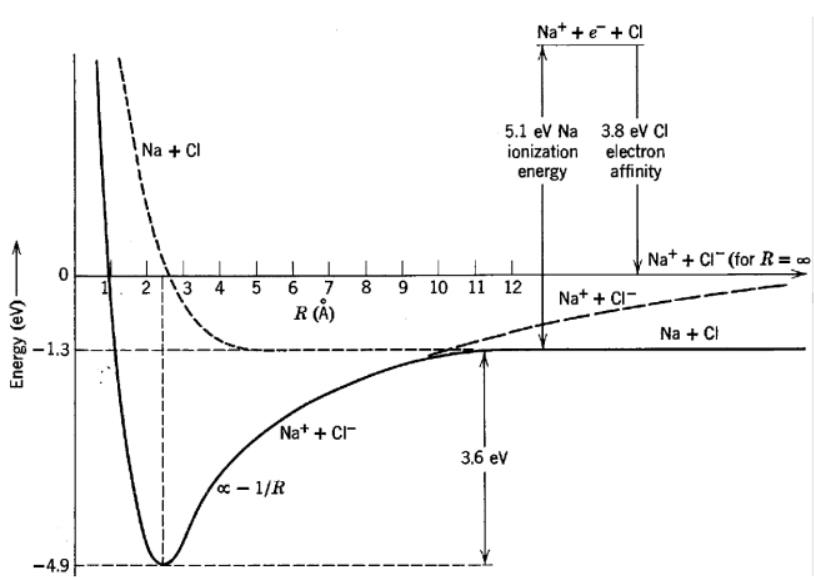 Na⁺ + e⁻ + Cl
5.1 eV Na
ionization
energy
3.8 eV Cl
electron
affinity
Na + Cl
Na⁺ + Cl⁻ (for R = ∞
0
1 2 3 4 5 6 7 8 9 10 11 12
R (Å)
Na⁺ + Cl⁻
Na + Cl
Energy (eV)
−1.3
Na⁺ + Cl⁻
3.6 eV
∝ − 1/R
−4.9